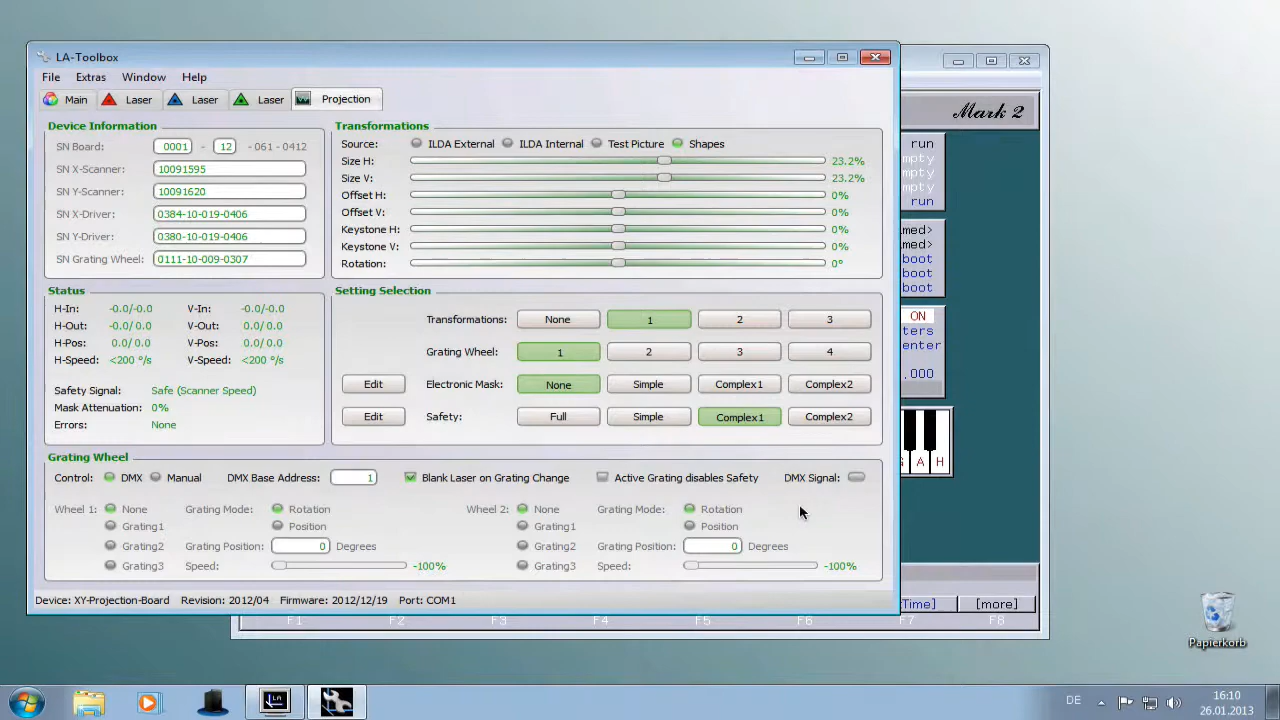 LA-Toolbox
File Extras Window Help
Main Laser Laser Laser Projection
Mark 2
Device Information
SN Board: 0001 - 12 - 061 - 0412
SN X-Scanner: 10091595
SN Y-Scanner: 10091620
SN X-Driver: 0384-10-019-0406
SN Y-Driver: 0380-10-019-0406
SN Grating Wheel: 0111-10-009-0307
Transformations
Source: ILDA External ILDA Internal Test Picture Shapes
Size H: 23.2%
Size V: 23.2%
Offset H: 0%
Offset V: 0%
Keystone H: 0%
Keystone V: 0%
Rotation: 0°
run
empty
empty
run
med>
med>
boot
boot
boot
ON
ters
enter
.000
G A H
Status
H-In: -0.0/-0.0 V-In: -0.0/-0.0
H-Out: -0.0/ 0.0 V-Out: 0.0/ 0.0
H-Pos: 0.0/ 0.0 V-Pos: 0.0/ 0.0
H-Speed: <200 °/s V-Speed: <200 °/s
Safety Signal: Safe (Scanner Speed)
Mask Attenuation: 0%
Errors: None
Setting Selection
Transformations: None 1 2 3
Grating Wheel: 1 2 3 4
Edit Electronic Mask: None Simple Complex1 Complex2
Edit Safety: Full Simple Complex1 Complex2
Grating Wheel
Control: DMX Manual DMX Base Address: 1 Blank Laser on Grating Change Active Grating disables Safety DMX Signal:
Wheel 1: None Grating Mode: Rotation Wheel 2: None Grating Mode: Rotation
Grating1 Position Grating1 Position
Grating2 Grating Position: 0 Degrees Grating2 Grating Position: 0 Degrees
Grating3 Speed: -100% Grating3 Speed: -100%
Device: XY-Projection-Board Revision: 2012/04 Firmware: 2012/12/19 Port: COM1
Time] [more]
F1 F2 F3 F4 F5 F6 F7 F8
Papierkorb
LA
DE
16:10
26.01.2013